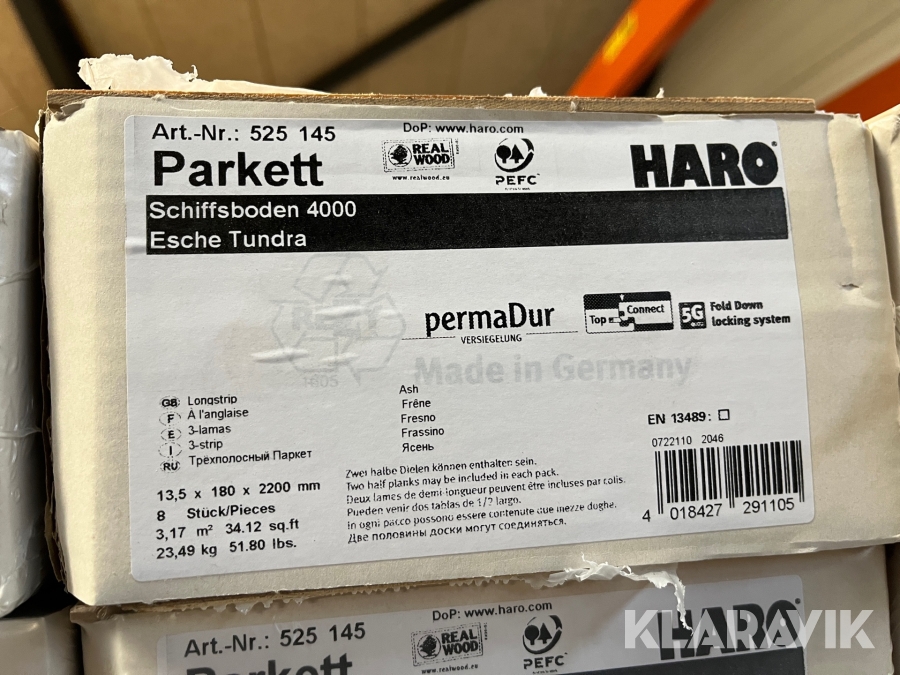 Art.-Nr.: 525 145
DoP: www.haro.com
Parkett
REAL WOOD
www.realwood.eu
PEFC
HARO
Schiffsboden 4000
Esche Tundra
permaDur
VERSIEGELUNG
Top Connect
5G
Fold Down
locking system
Made in Germany
GB Longstrip Ash
F À l'anglaise Frêne
E 3-lamas Fresno
I 3-strip Frassino
RU Трёхполосный Паркет Ясень
EN 13489: □
0722110 2046
Zwei halbe Dielen können enthalten sein.
Two half planks may be included in each pack.
Deux lames de demi-longueur peuvent être incluses par colis.
Pueden venir dos tablas de 1/2 largo.
In ogni pacco possono essere contenute due mezze doghe.
Две половины доски могут соединяться.
13,5 x 180 x 2200 mm
8 Stück/Pieces
3,17 m² 34.12 sq.ft
23,49 kg 51.80 lbs.
4 018427 291105
DoP: www.haro.com
Art.-Nr.: 525 145
REAL WOOD
www.realwood.eu
PEFC
HARO
Parkett
KLARAVIK